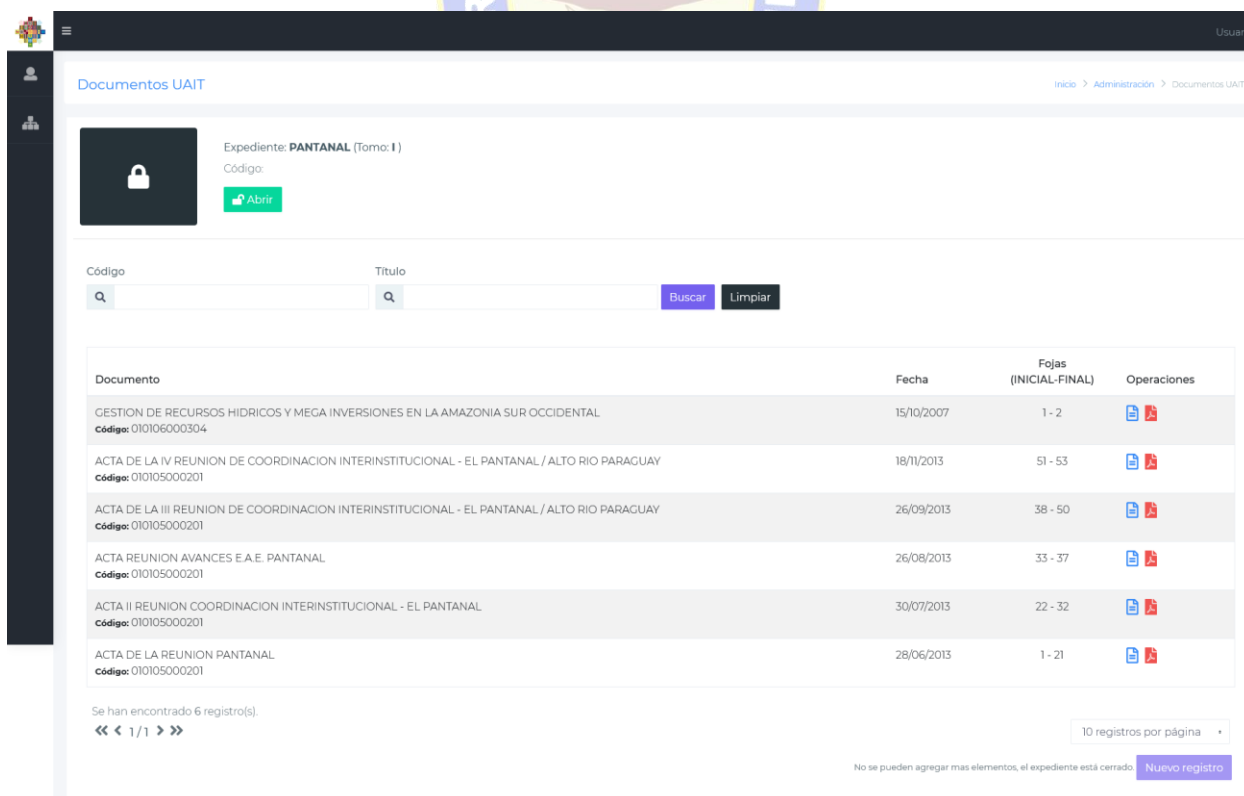 Usuar
Documentos UAIT
Inicio > Administración > Documentos UAIT
Expediente: PANTANAL (Tomo: I )
Código:
Abrir
Código Título
Buscar Limpiar
Documento Fecha Fojas (INICIAL-FINAL) Operaciones
GESTION DE RECURSOS HIDRICOS Y MEGA INVERSIONES EN LA AMAZONIA SUR OCCIDENTAL 15/10/2007 1 - 2
Código: 010106000304
ACTA DE LA IV REUNION DE COORDINACION INTERINSTITUCIONAL - EL PANTANAL / ALTO RIO PARAGUAY 18/11/2013 51 - 53
Código: 010105000201
ACTA DE LA III REUNION DE COORDINACION INTERINSTITUCIONAL - EL PANTANAL / ALTO RIO PARAGUAY 26/09/2013 38 - 50
Código: 010105000201
ACTA REUNION AVANCES E.A.E. PANTANAL 26/08/2013 33 - 37
Código: 010105000201
ACTA II REUNION COORDINACION INTERINSTITUCIONAL - EL PANTANAL 30/07/2013 22 - 32
Código: 010105000201
ACTA DE LA REUNION PANTANAL 28/06/2013 1 - 21
Código: 010105000201
Se han encontrado 6 registro(s).
1/1
10 registros por página
No se pueden agregar mas elementos, el expediente está cerrado. Nuevo registro